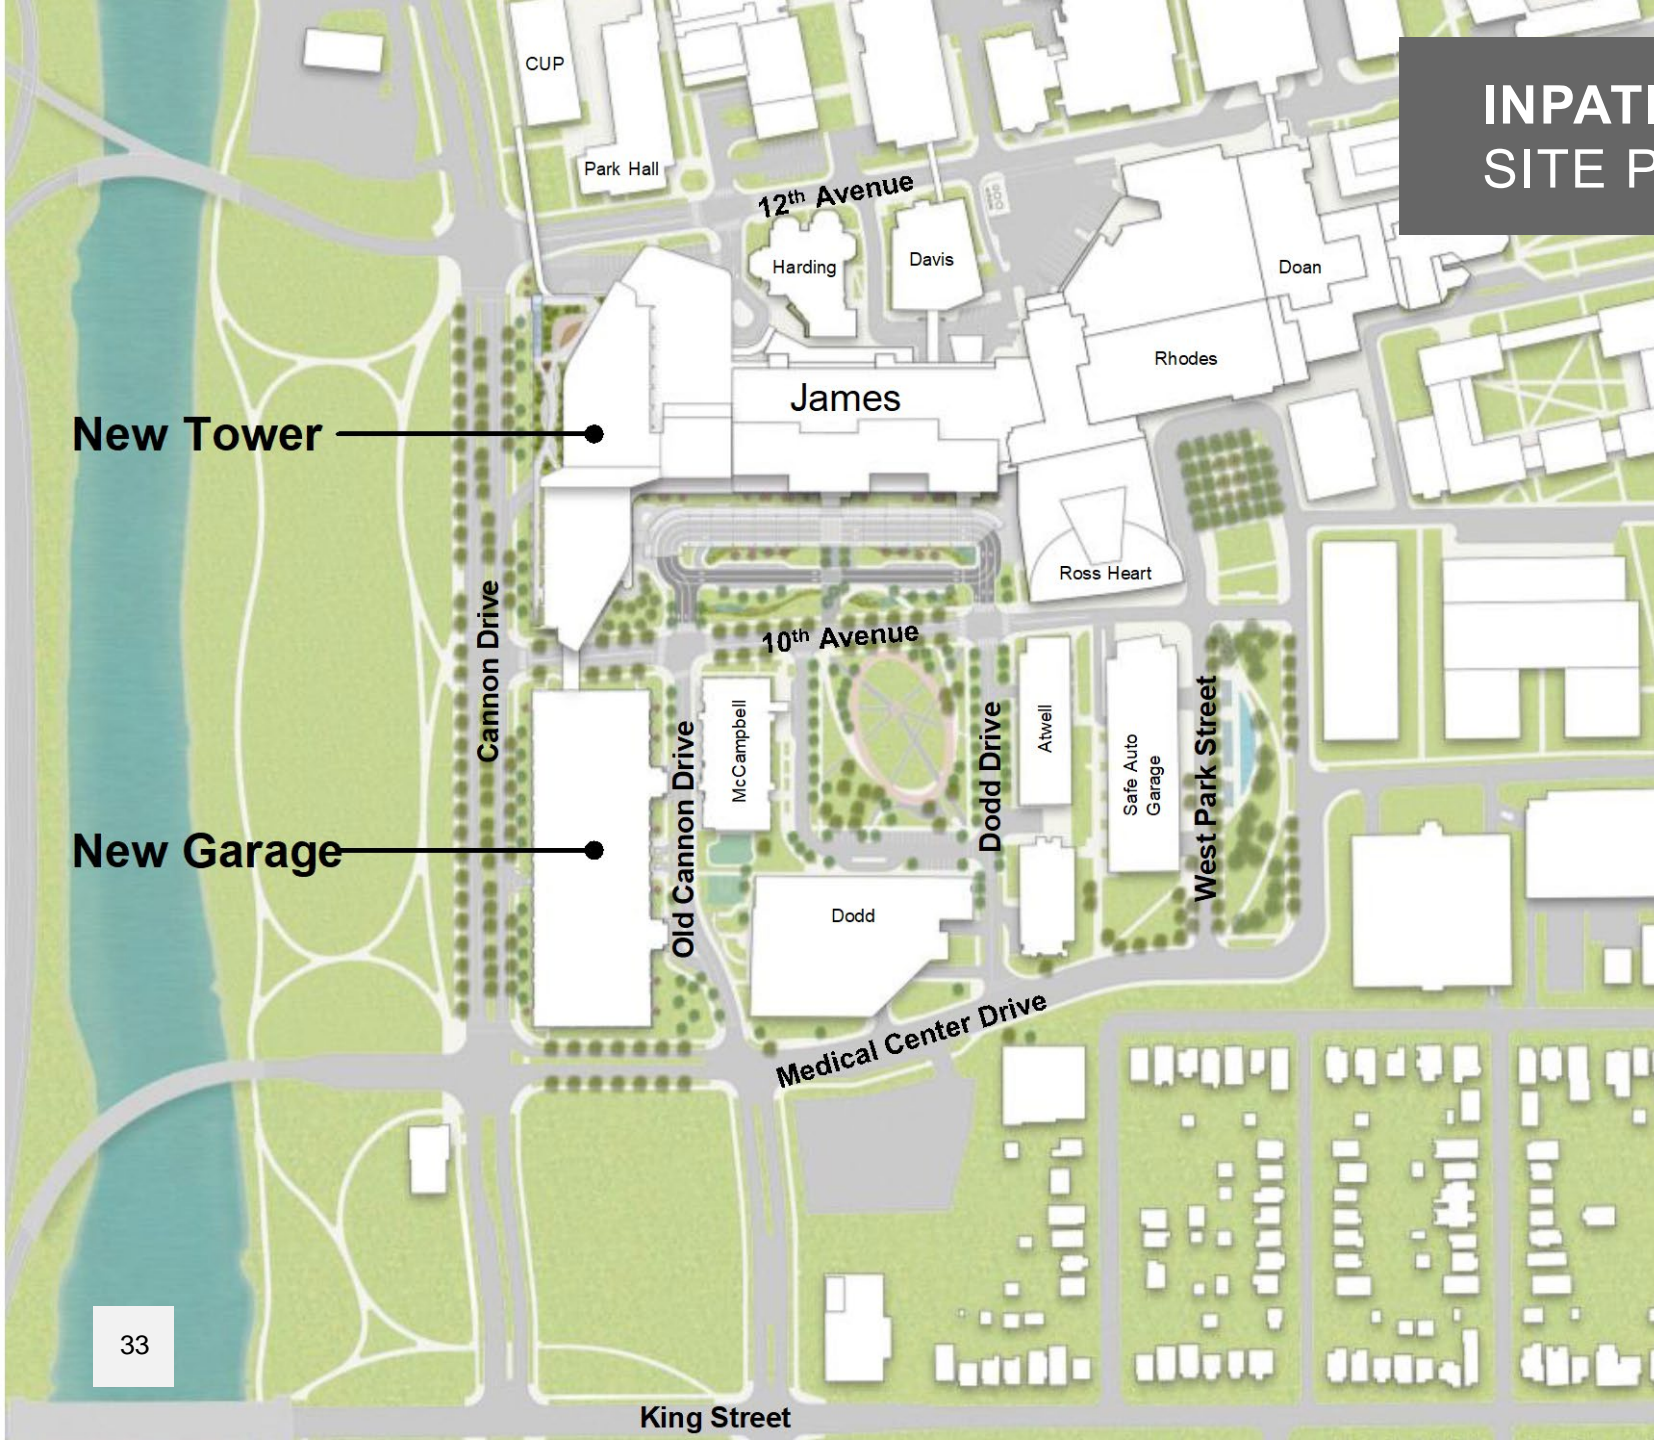 CUP
INPATI
SITE P
Park Hall
12th Avenue
Harding
Davis
Doan
Rhodes
James
New Tower
Ross Heart
Cannon Drive
10th Avenue
McCampbell
Old Cannon Drive
Dodd Drive
Atwell
Safe Auto
Garage
West Park Street
New Garage
Dodd
Medical Center Drive
33
King Street